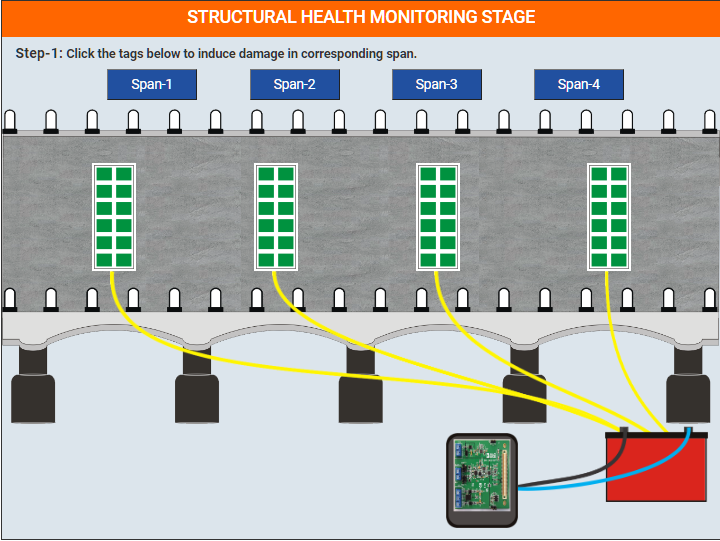 STRUCTURAL HEALTH MONITORING STAGE
Step-1: Click the tags below to induce damage in corresponding span.
Span-1 Span-2 Span-3 Span-4